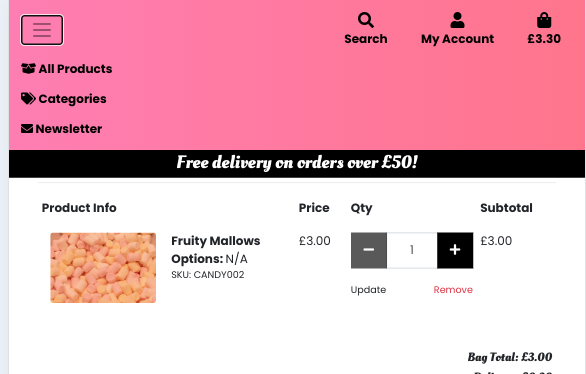 Search My Account £3.30
All Products
Categories
Newsletter
Free delivery on orders over £50!
Product Info Price Qty Subtotal
Fruity Mallows £3.00 1 £3.00
Options: N/A
SKU: CANDY002
Update Remove
Bag Total: £3.00